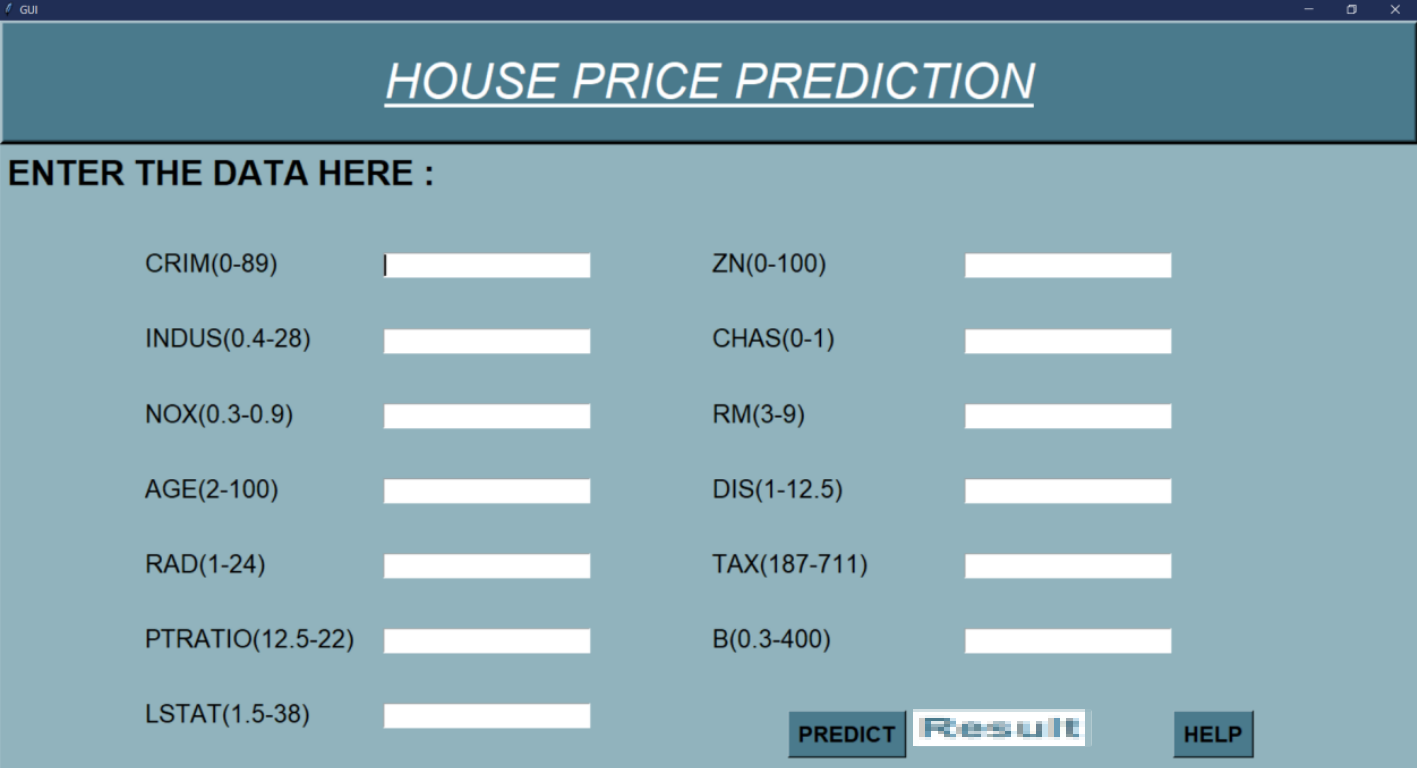 GUI
HOUSE PRICE PREDICTION
ENTER THE DATA HERE :
CRIM(0-89)
ZN(0-100)
INDUS(0.4-28)
CHAS(0-1)
NOX(0.3-0.9)
RM(3-9)
AGE(2-100)
DIS(1-12.5)
RAD(1-24)
TAX(187-711)
PTRATIO(12.5-22)
B(0.3-400)
LSTAT(1.5-38)
PREDICT Result HELP